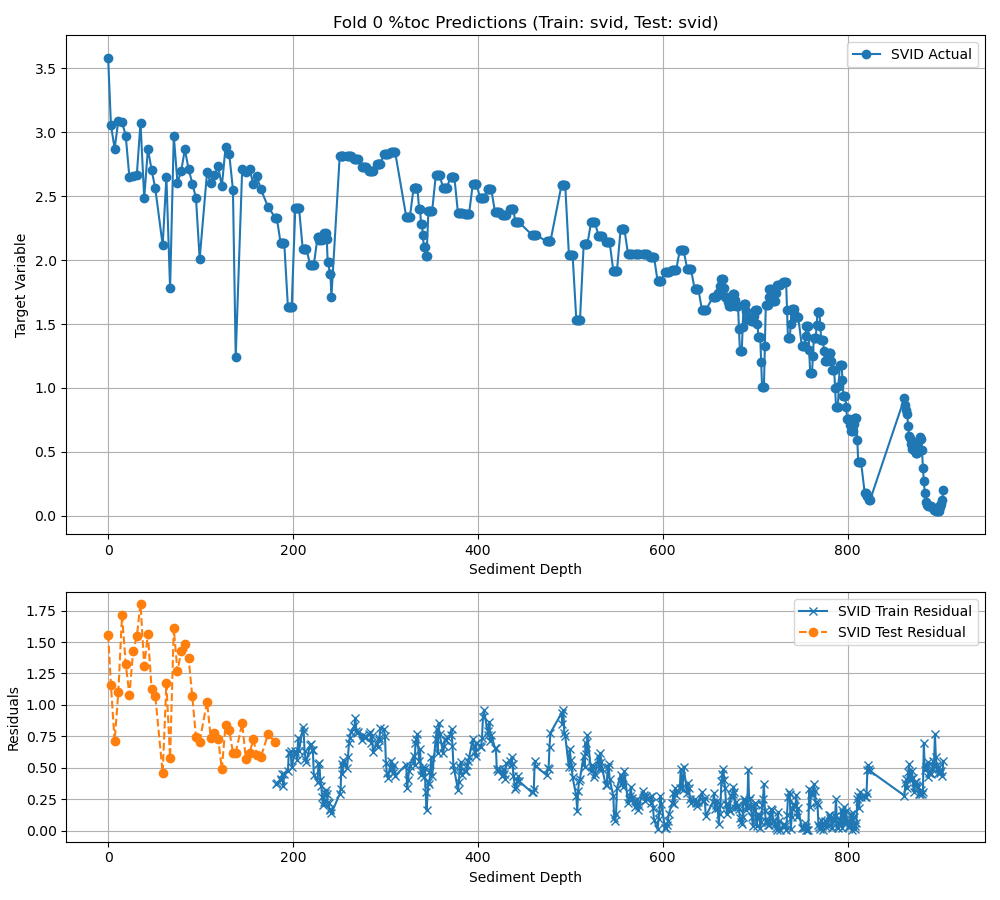 Fold 0 %toc Predictions (Train: svid, Test: svid)
SVID Actual
Target Variable
3.5
3.0
2.5
2.0
1.5
1.0
0.5
0.0
0 200 400 600 800
Sediment Depth
SVID Train Residual
SVID Test Residual
Residuals
1.75
1.50
1.25
1.00
0.75
0.50
0.25
0.00
0 200 400 600 800
Sediment Depth